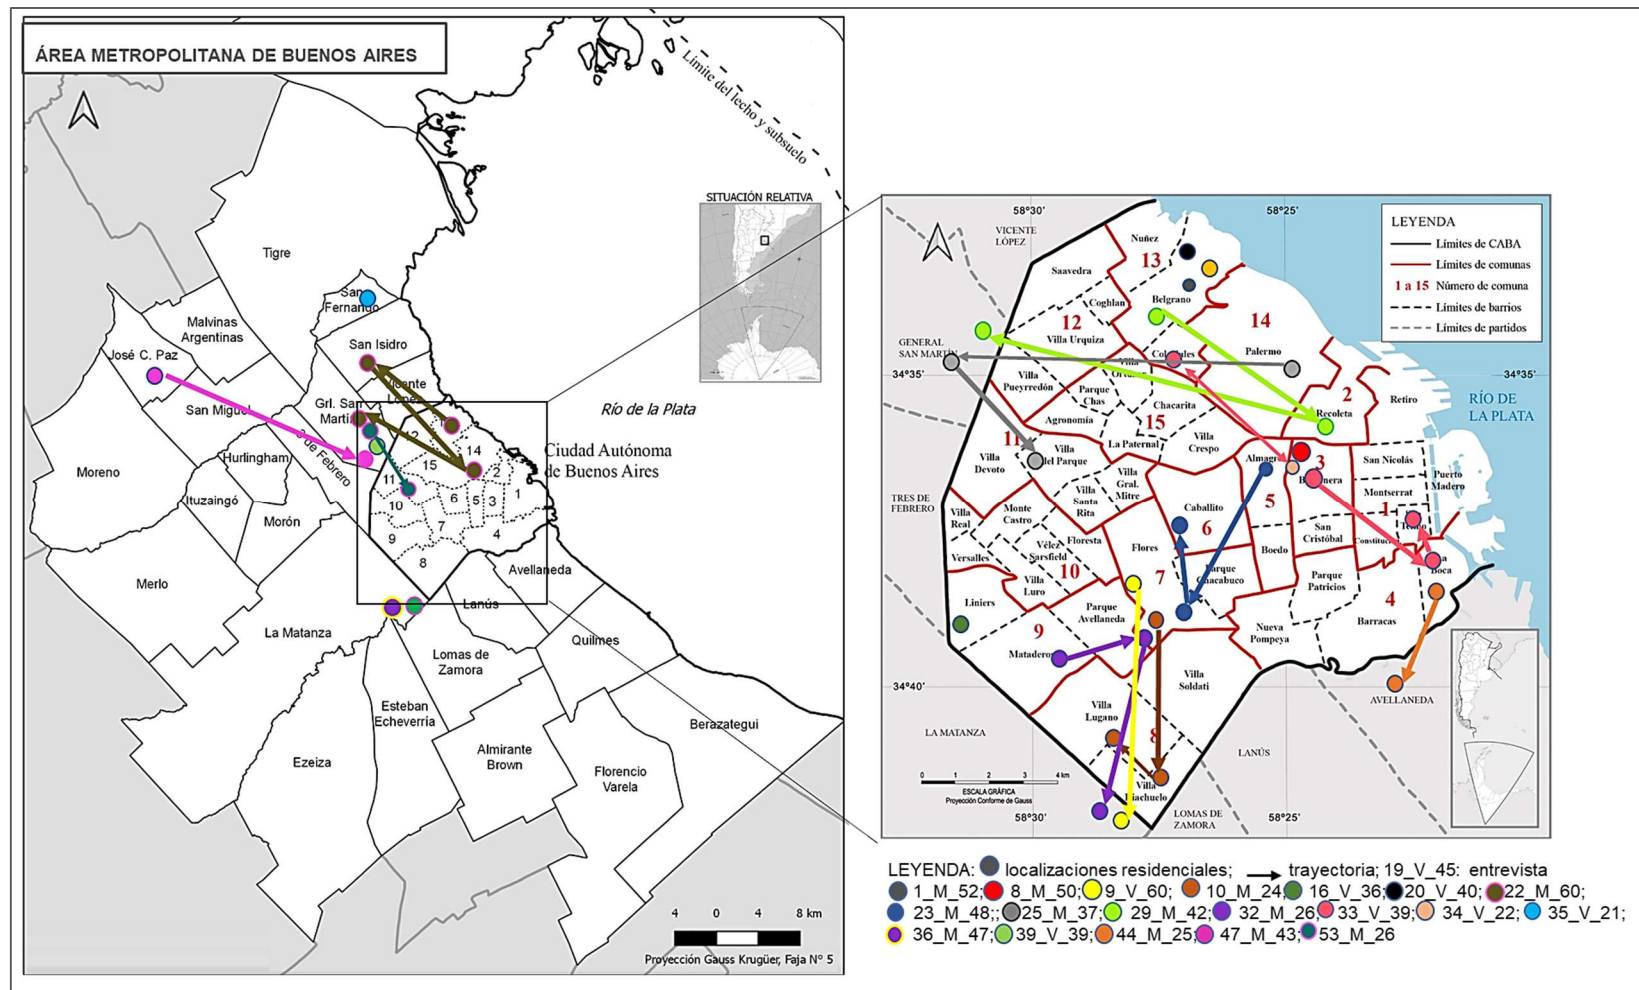 ÁREA METROPOLITANA DE BUENOS AIRES
Límite del lecho y subsuelo
Tigre
San
Fernando
Malvinas
Argentinas
San Isidro
José C. Paz
Vicente
López
San Miguel
Grl. San
Martín
Hurlingham
Moreno
Ituzaingó
Morón
Merlo
La Matanza
Avellaneda
Lanús
Quilmes
Lomas de
Zamora
Esteban
Echeverría
Ezeiza
Almirante
Brown
Berazategui
Florencio
Varela
12
14
15
2
11
10
6
5
3
1
9
7
4
8
Río de la Plata
Ciudad Autónoma
de Buenos Aires
SITUACIÓN RELATIVA
4 0 4 8 km
Proyección Gauss Krugüer, Faja Nº 5
58°30'
58°25'
VICENTE
LÓPEZ
Nuñez
13
Saavedra
Coghlan
Belgrano
12
Villa Urquiza
14
Palermo
GENERAL
SAN MARTÍN
34°35'
34°35'
Villa
Pueyrredón
Parque
Chas
Agronomía
Chacarita
15
2
Recoleta
Retiro
RÍO DE
LA PLATA
11
Villa
Devoto
La Paternal
Villa
Crespo
Almagro
3
San Nicolás
Puerto
Madero
Villa
Gral.
Mitre
Villa
Santa
Rita
5
Montserrat
1
TRES DE
FEBRERO
Villa
Real
Monte
Castro
Caballito
6
San
Cristóbal
Versalles
Vélez
Sarsfield
Floresta
Flores
Boedo
Boca
10
Villa
Luro
7
Parque
Chacabuco
Parque
Patricios
4
Liniers
Parque
Avellaneda
Nueva
Pompeya
Barracas
9
Mataderos
Villa
Soldati
34°40'
AVELLANEDA
Villa
Lugano
8
LA MATANZA
LANÚS
Villa
Riachuelo
0 1 2 3 4 km
ESCALA GRÁFICA
Proyección Conforme de Gauss
58°30'
58°25'
LOMAS DE
ZAMORA
LEYENDA
Límites de CABA
Límites de comunas
1 a 15 Número de comuna
Límites de barrios
Límites de partidos
LEYENDA: localizaciones residenciales; trayectoria; 19_V_45: entrevista
1_M_52; 8_M_50; 9_V_60; 10_M_24; 16_V_36; 20_V_40; 22_M_60;
23_M_48;; 25_M_37; 29_M_42; 32_M_26; 33_V_39; 34_V_22; 35_V_21;
36_M_47; 39_V_39; 44_M_25; 47_M_43; 53_M_26